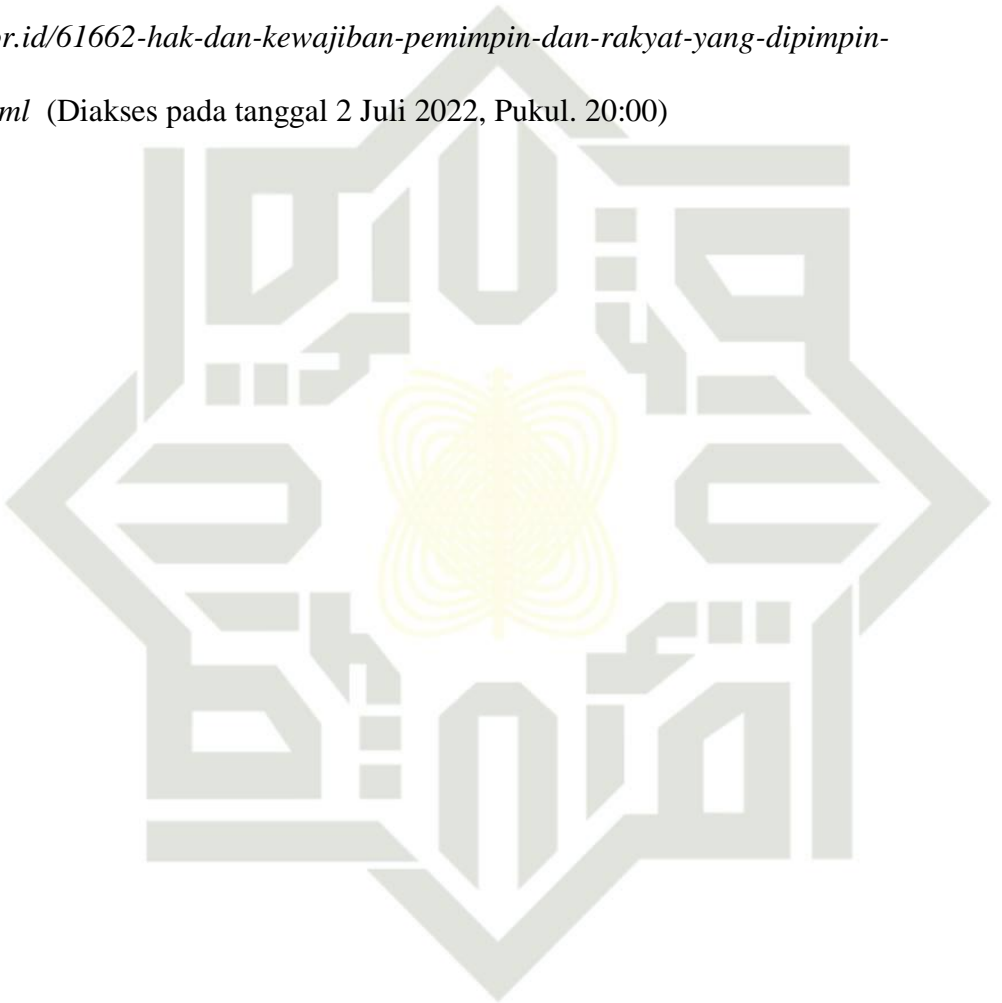 or.id/61662-hak-dan-kewajiban-pemimpin-dan-rakyat-yang-dipimpin-
ml (Diakses pada tanggal 2 Juli 2022, Pukul. 20:00)